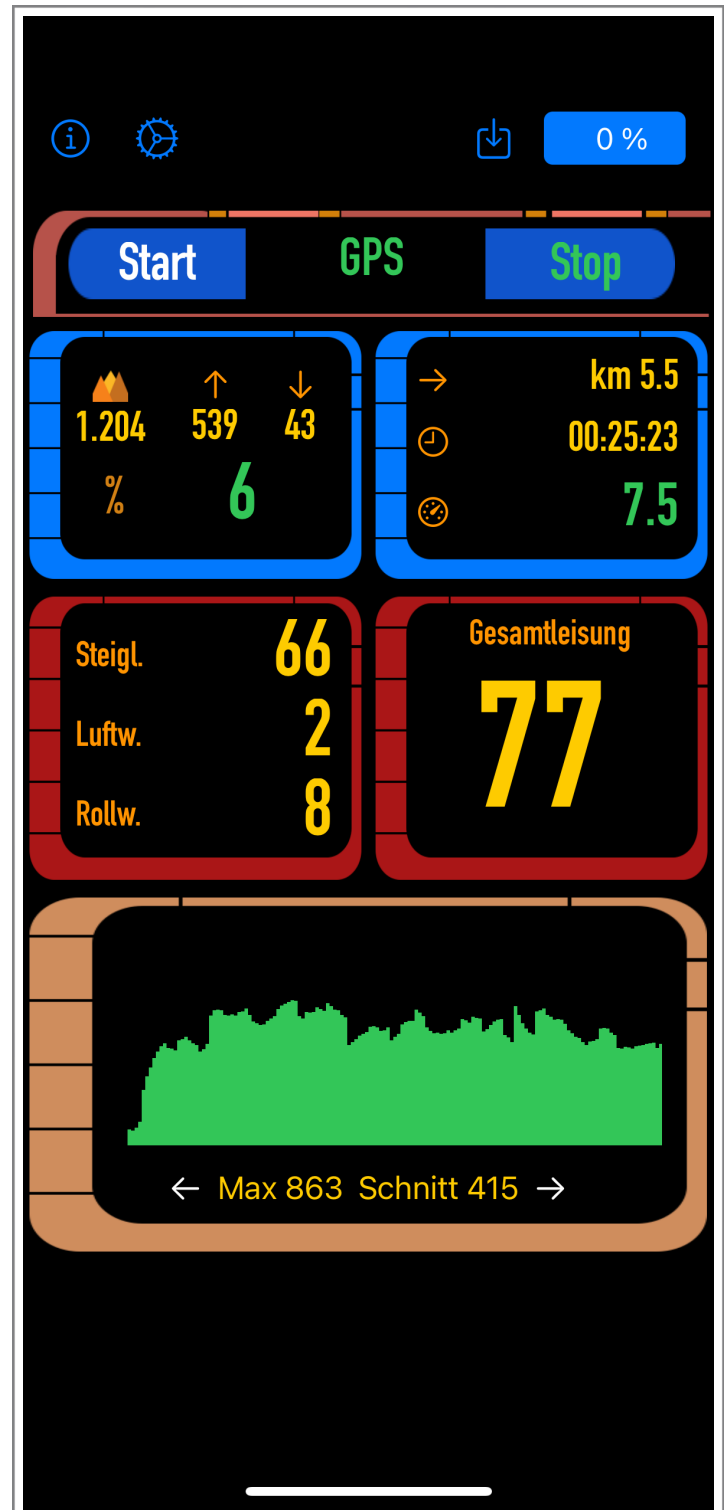 0 %
Start GPS Stop
1.204 539 43
% 6
km 5.5
00:25:23
7.5
Steigl. 66
Luftw. 2
Rollw. 8
Gesamtleisung
77
← Max 863 Schnitt 415 →